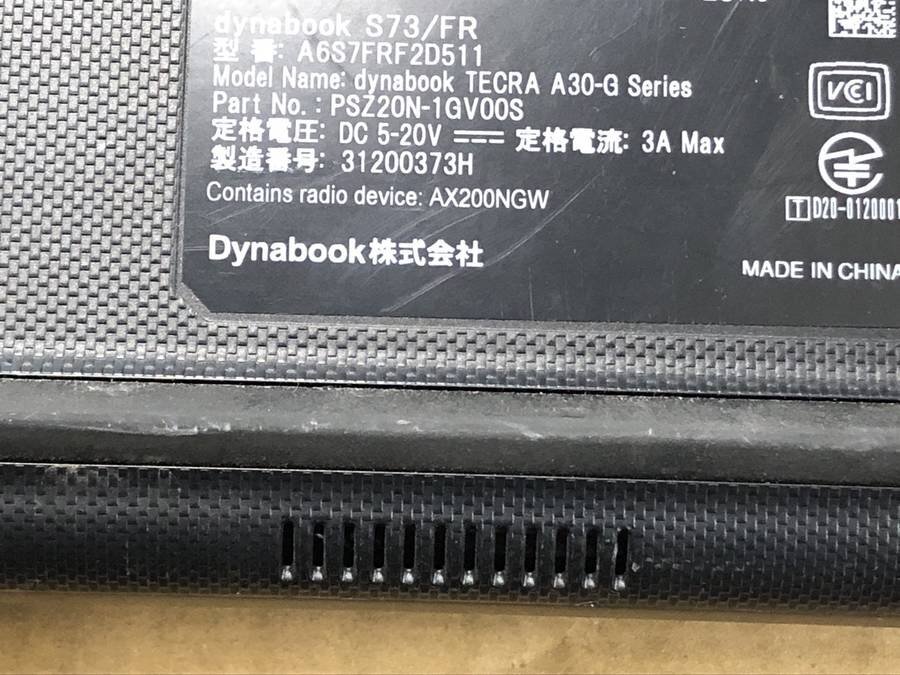 dynabook S73/FR
型 番: A6S7FRF2D511
Model Name: dynabook TECRA A30-G Series
Part No. : PSZ20N-1GV00S
定格電圧: DC 5-20V 定格電流: 3A Max
製造番号: 31200373H
Contains radio device: AX200NGW
Dynabook株式会社
VCI
T D20-0120001
MADE IN CHINA